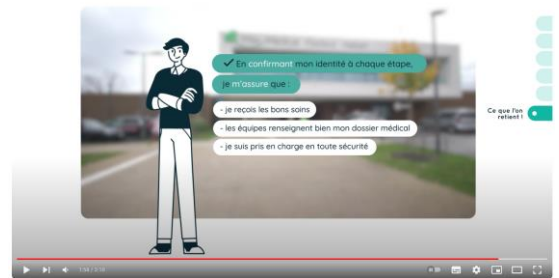 ✓ En confirmant mon identité à chaque étape,
je m'assure que :
- je reçois les bons soins
- les équipes renseignent bien mon dossier médical
- je suis pris en charge en toute sécurité
Ce que l'on
retient !